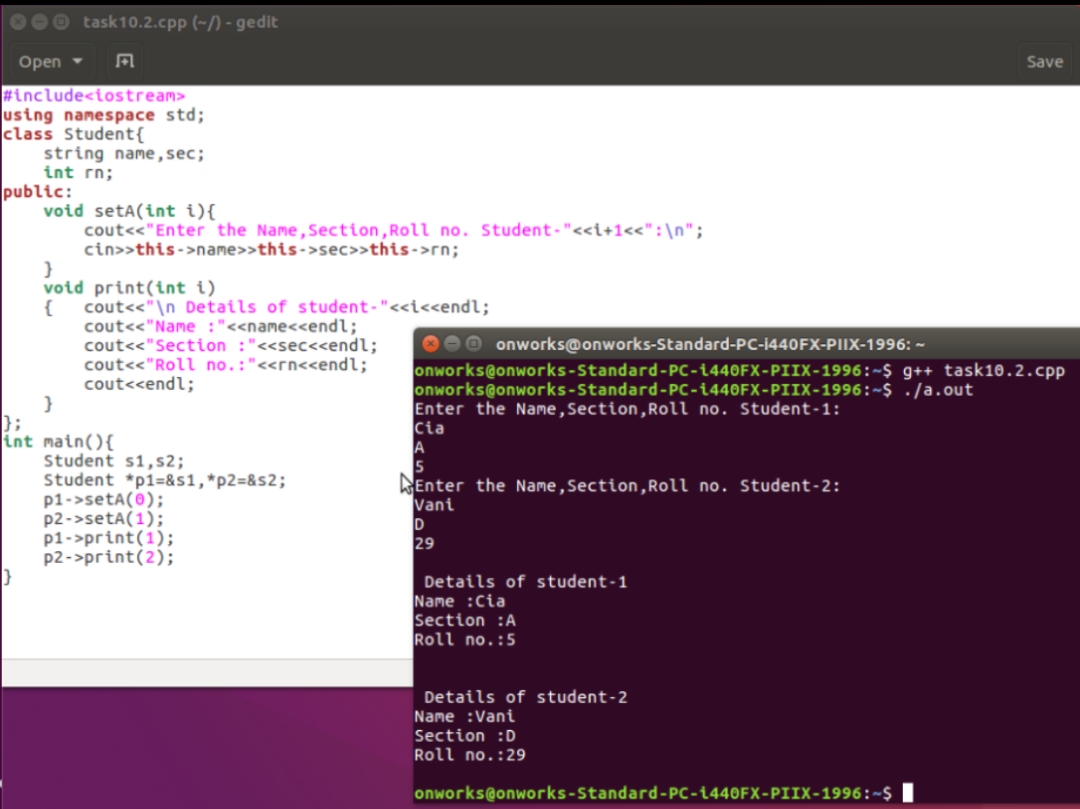 task10.2.cpp (~/) - gedit
Open
Save
#include<iostream>
using namespace std;
class Student{
    string name,sec;
    int rn;
public:
    void setA(int i){
        cout<<"Enter the Name,Section,Roll no. Student-"<<i+1<<":\n";
        cin>>this->name>>this->sec>>this->rn;
    }
    void print(int i)
    {   cout<<"\n Details of student-"<<i<<endl;
        cout<<"Name :"<<name<<endl;
        cout<<"Section :"<<sec<<endl;
        cout<<"Roll no.:"<<rn<<endl;
        cout<<endl;
    }
};
int main(){
    Student s1,s2;
    Student *p1=&s1,*p2=&s2;
    p1->setA(0);
    p2->setA(1);
    p1->print(1);
    p2->print(2);
}
onworks@onworks-Standard-PC-i440FX-PIIX-1996: ~
onworks@onworks-Standard-PC-i440FX-PIIX-1996:~$ g++ task10.2.cpp
onworks@onworks-Standard-PC-i440FX-PIIX-1996:~$ ./a.out
Enter the Name,Section,Roll no. Student-1:
Cia
A
5
Enter the Name,Section,Roll no. Student-2:
Vani
D
29
 Details of student-1
Name :Cia
Section :A
Roll no.:5
 Details of student-2
Name :Vani
Section :D
Roll no.:29
onworks@onworks-Standard-PC-i440FX-PIIX-1996:~$